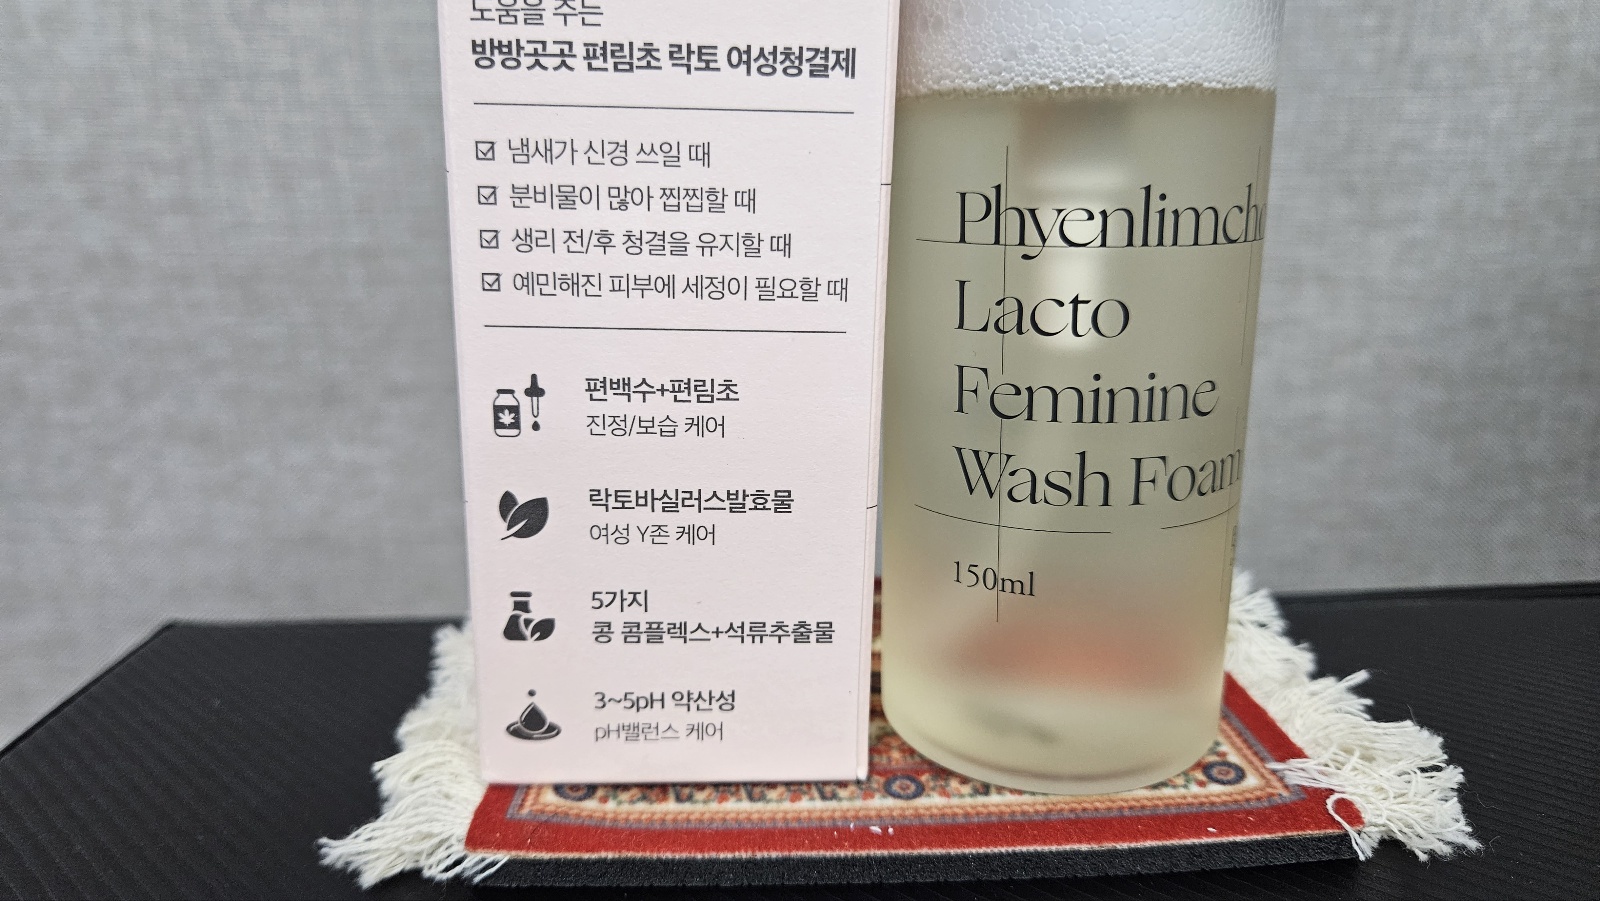 도움을 주는
방방곳곳 편림초 락토 여성청결제
냄새가 신경 쓰일 때
분비물이 많아 찝찝할 때
생리 전/후 청결을 유지할 때
예민해진 피부에 세정이 필요할 때
편백수+편림초
진정/보습 케어
락토바실러스발효물
여성 Y존 케어
5가지
콩 콤플렉스+석류추출물
3~5pH 약산성
pH밸런스 케어
Phyenlimcho
Lacto
Feminine
Wash Foam
150ml